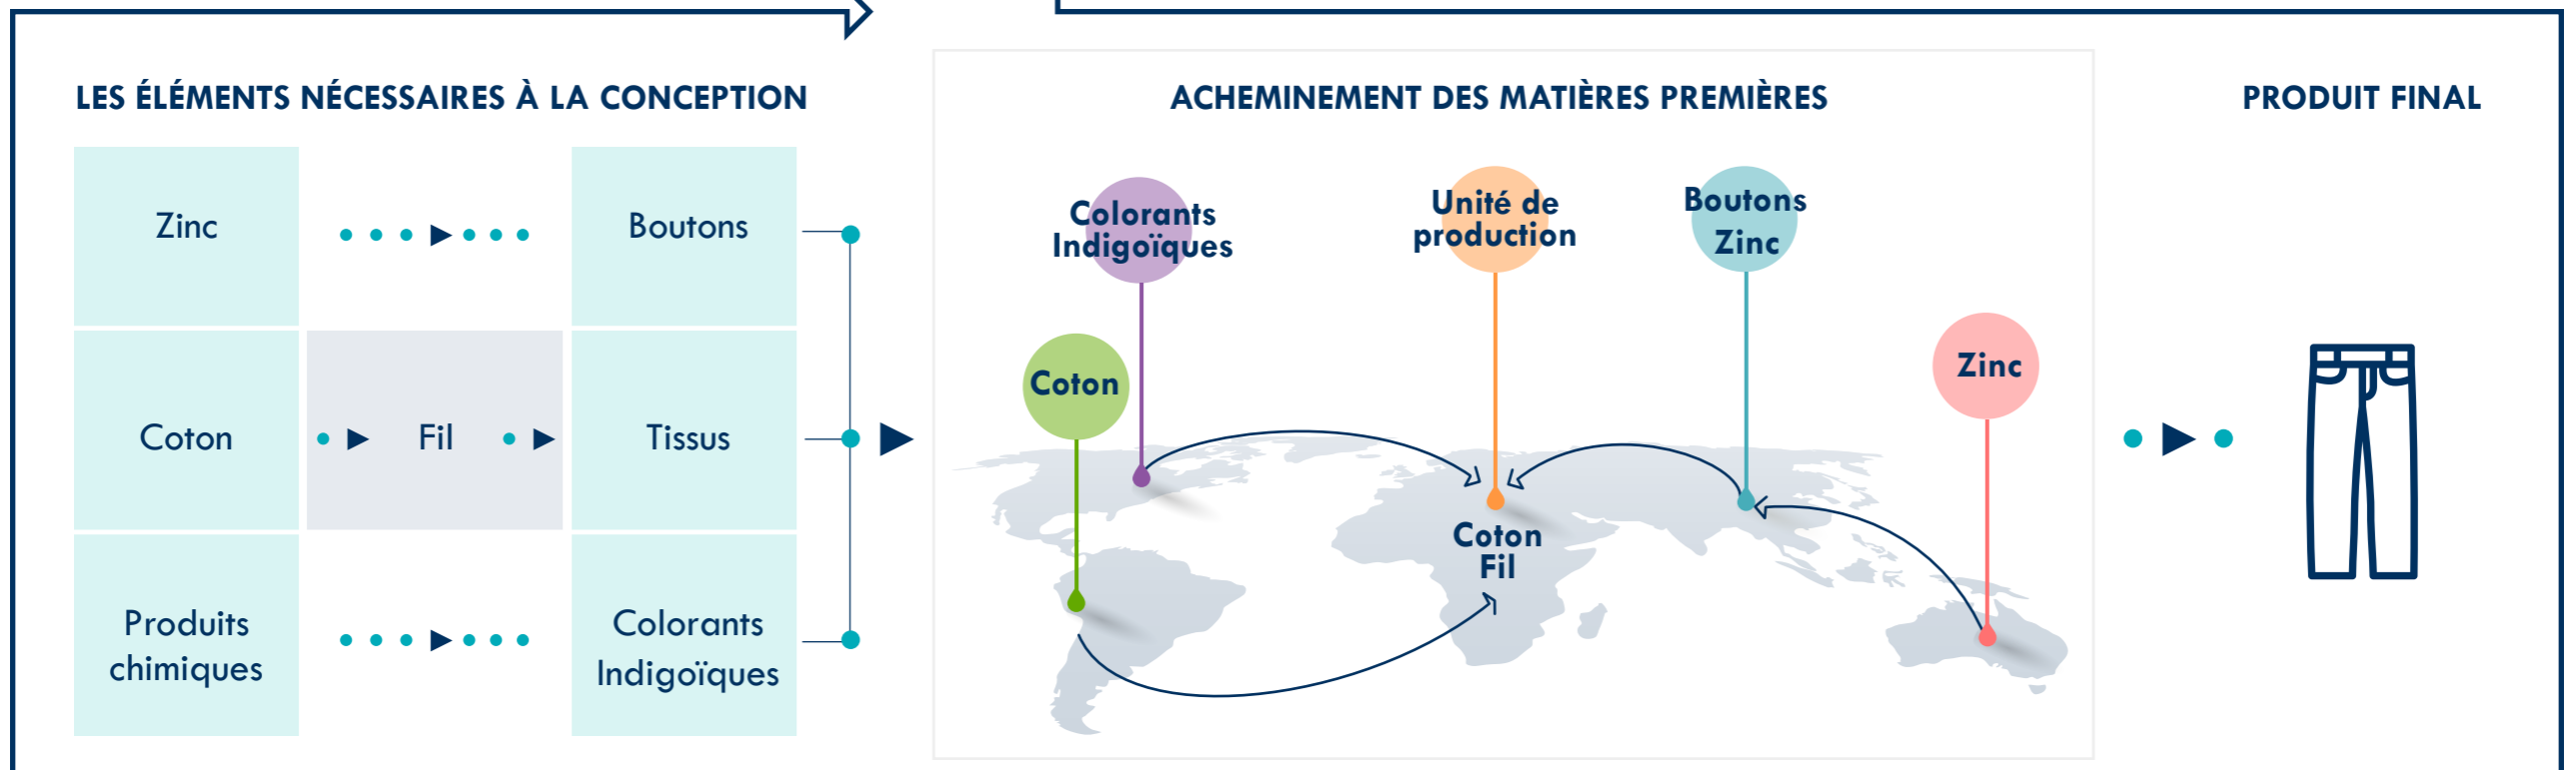 LES ÉLÉMENTS NÉCESSAIRES À LA CONCEPTION
Zinc
Boutons
Coton
Fil
Tissus
Produits
chimiques
Colorants
Indigoïques
ACHEMINEMENT DES MATIÈRES PREMIÈRES
Colorants
Indigoïques
Unité de
production
Boutons
Zinc
Coton
Zinc
Coton
Fil
PRODUIT FINAL